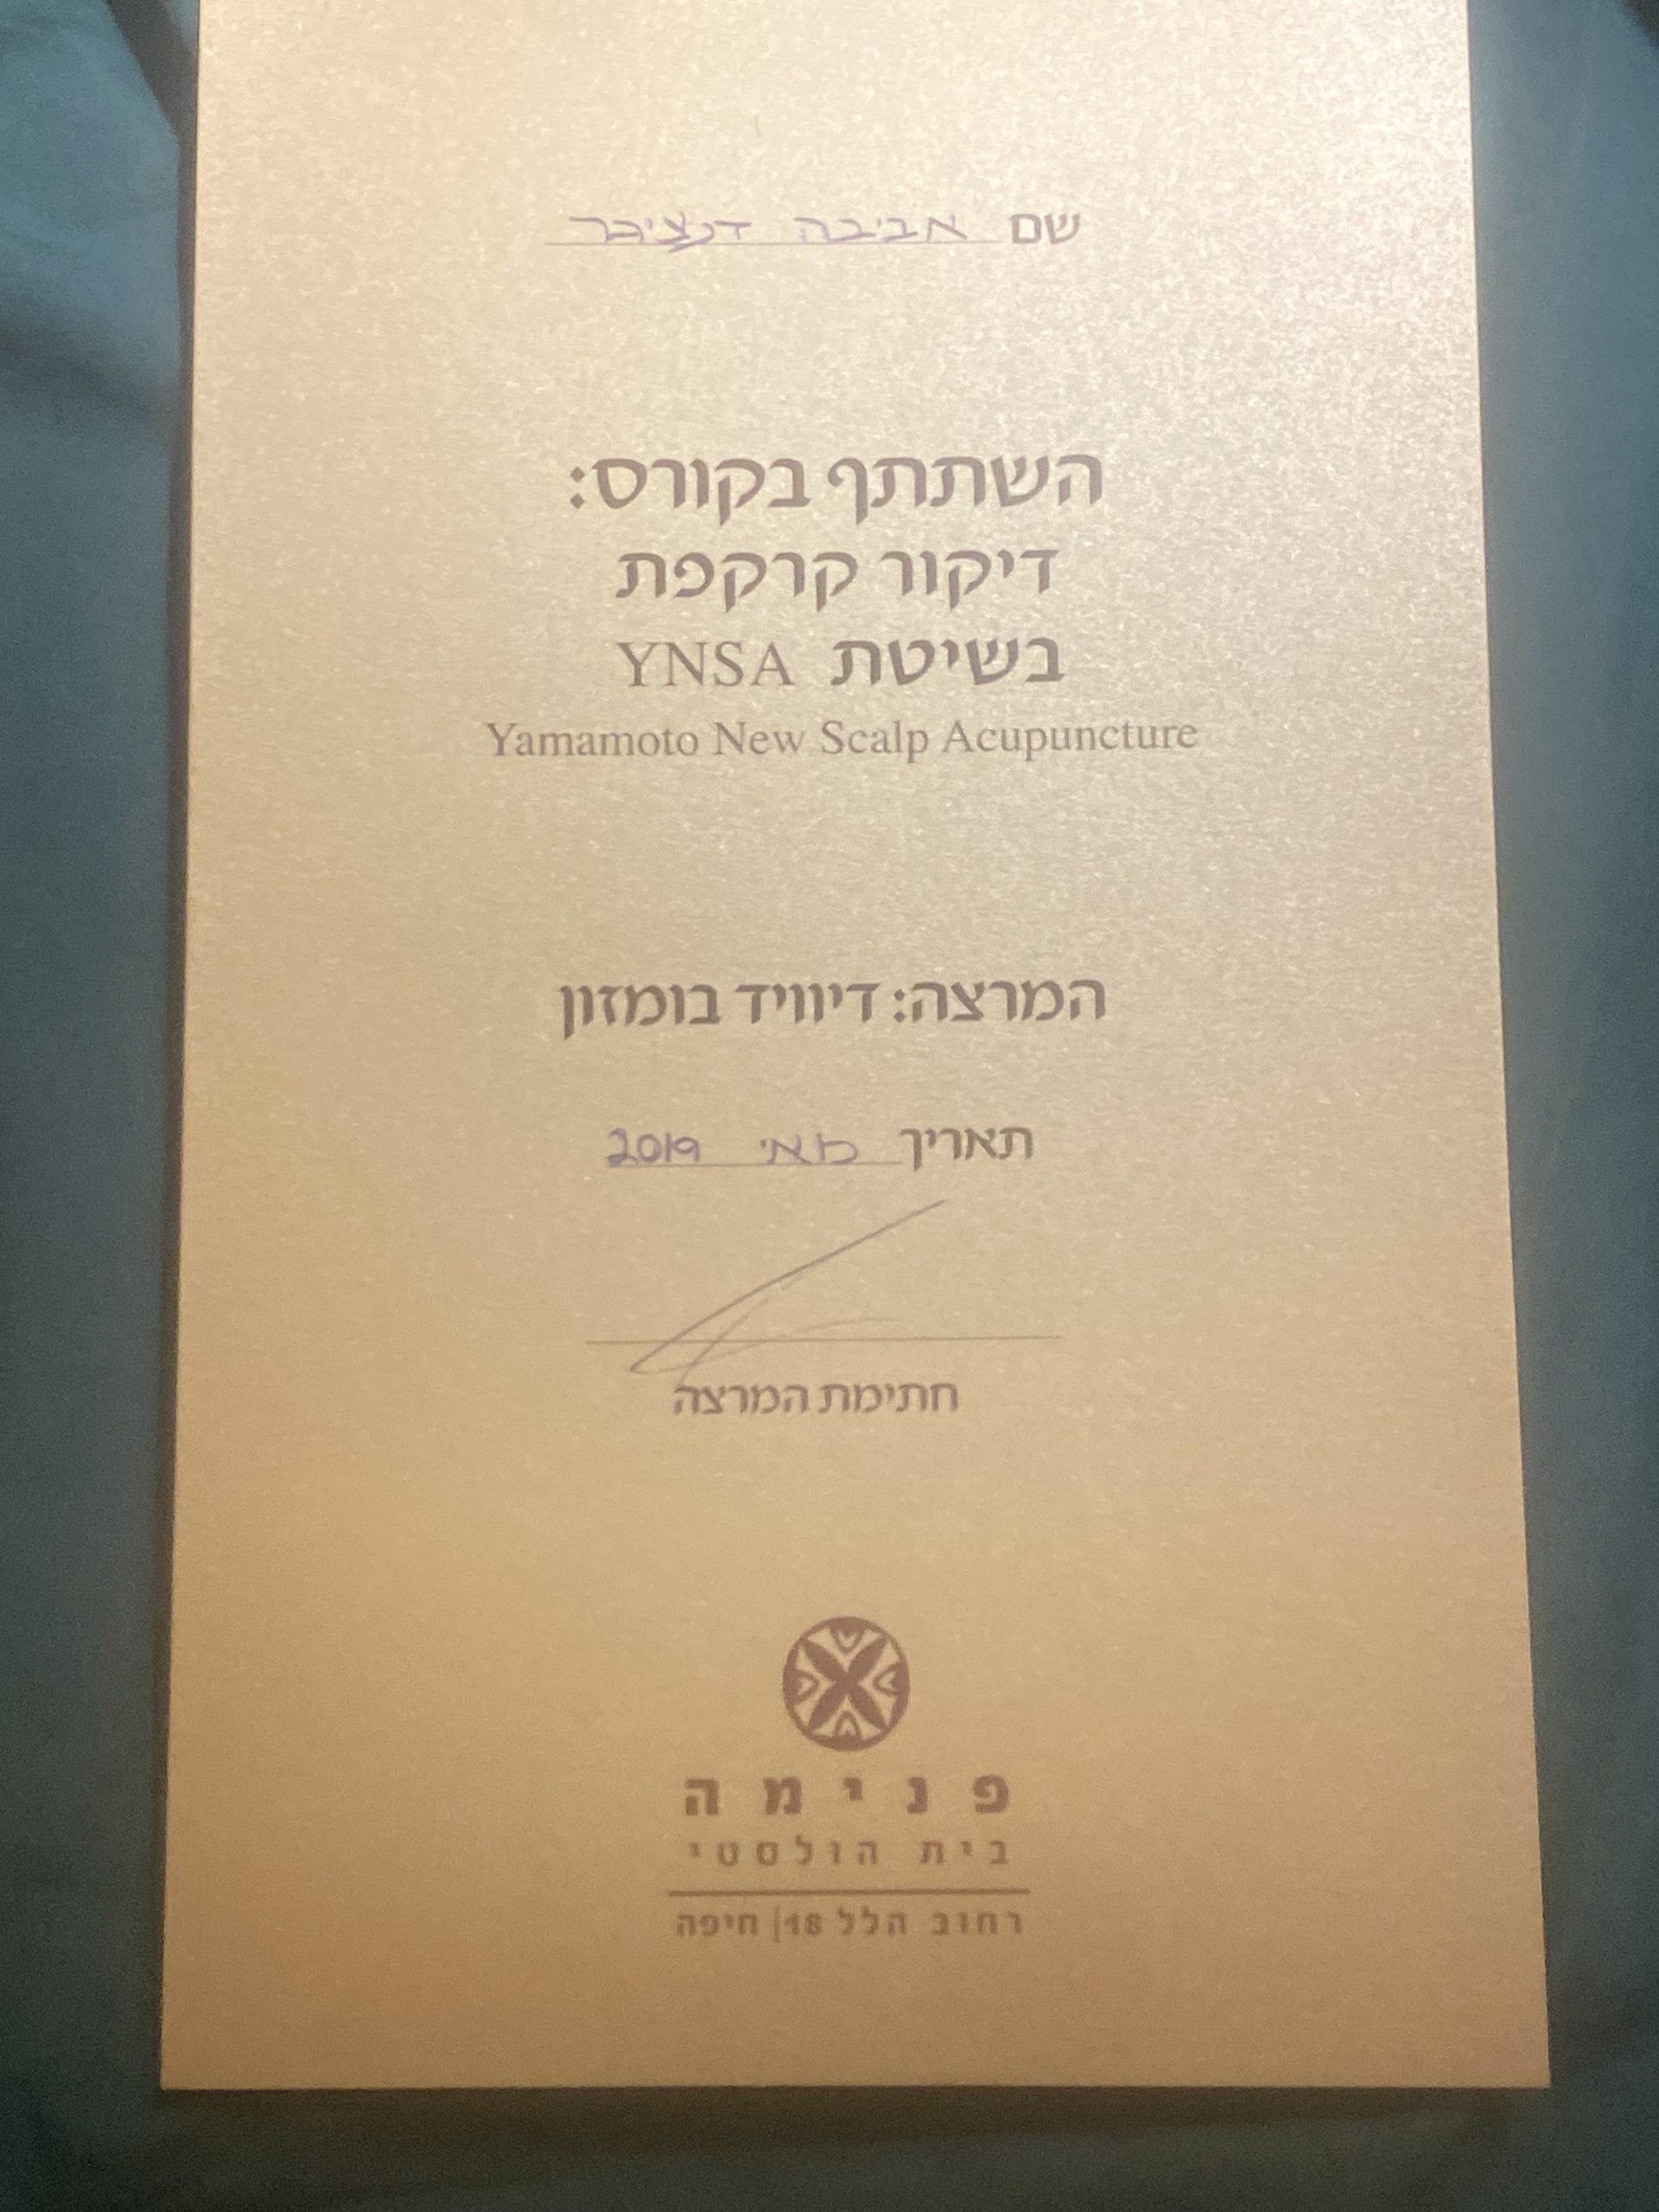 שם אביבה דנציגר
השתתף בקורס:
דיקור קרקפת
בשיטת YNSA
Yamamoto New Scalp Acupuncture
המרצה: דיוויד בומזון
תאריך מאי 2019
חתימת המרצה
פנימה
בית הולסטי
רחוב הלל 18| חיפה